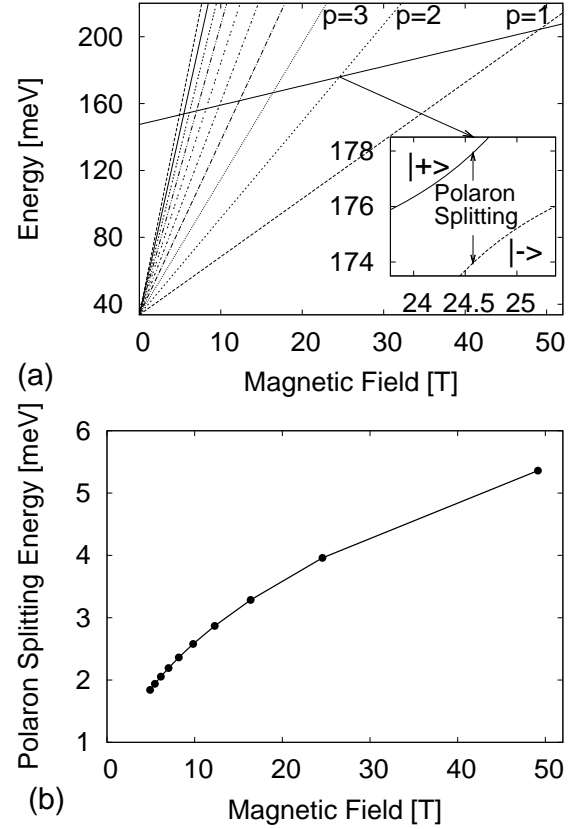 p=3 p=2 p=1
200
160
120
80
40
Energy [meV]
178
176
174
|+>
Polaron
Splitting
|->
24 24.5 25
0 10 20 30 40 50
(a)
Magnetic Field [T]
6
5
4
3
2
1
Polaron Splitting Energy [meV]
0 10 20 30 40 50
(b)
Magnetic Field [T]